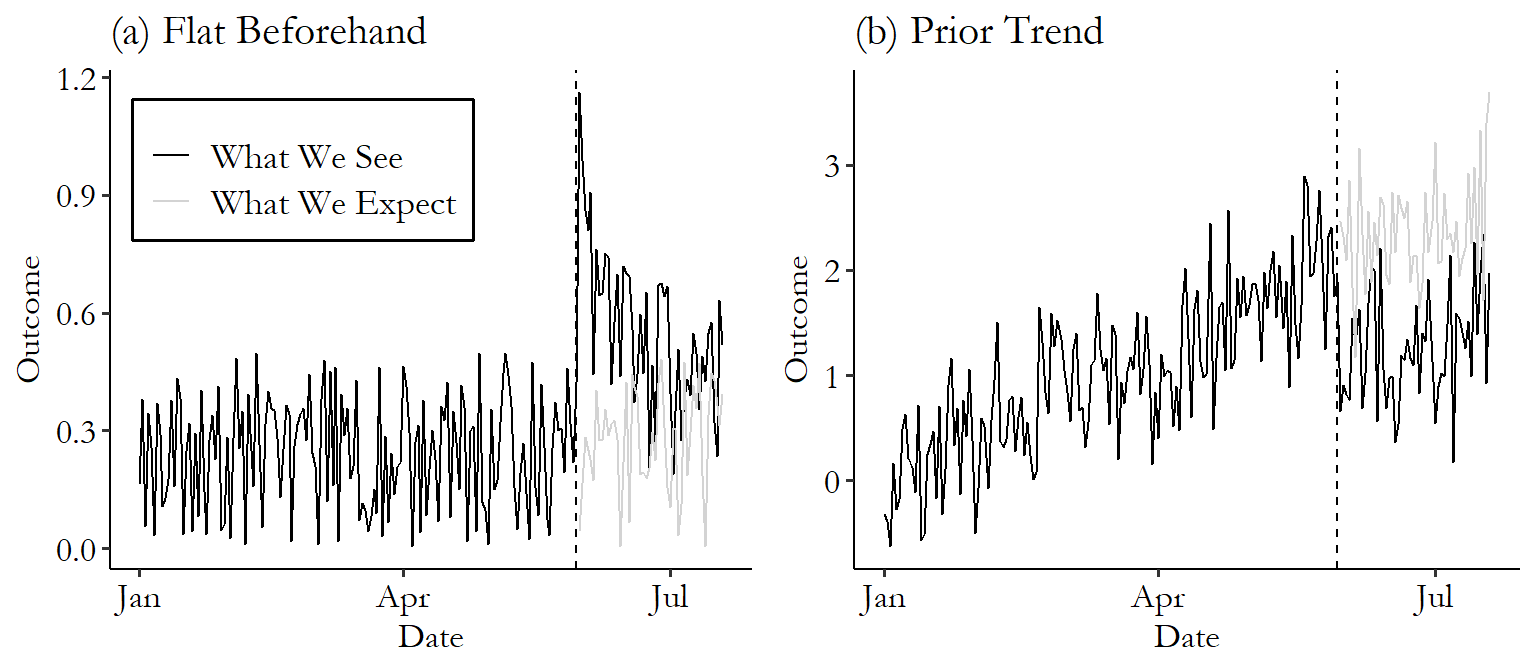 (a) Flat Beforehand
1.2
0.9
0.6
0.3
0.0
Outcome
What We See
What We Expect
Jan
Apr
Jul
Date
(b) Prior Trend
3
2
1
0
Outcome
Jan
Apr
Jul
Date